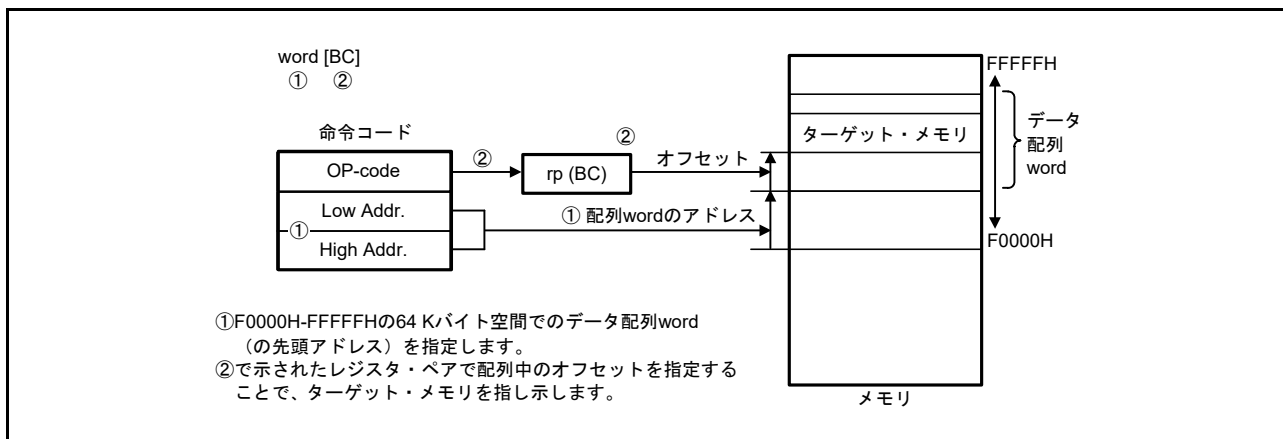 word [BC]
① ②
命令コード
OP-code
Low Addr.
①
High Addr.
②
rp (BC)
②
オフセット
① 配列wordのアドレス
ターゲット・メモリ
FFFFFH
データ
配列
word
F0000H
メモリ
①F0000H-FFFFFHの64 Kバイト空間でのデータ配列word
（の先頭アドレス）を指定します。
②で示されたレジスタ・ペアで配列中のオフセットを指定する
ことで、ターゲット・メモリを指し示します。